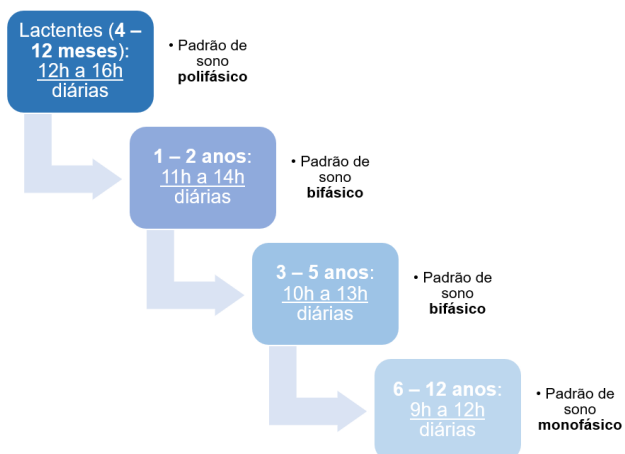 Lactentes (4 –
12 meses):
12h a 16h
diárias
• Padrão de
sono
polifásico
1 – 2 anos:
11h a 14h
diárias
• Padrão de
sono
bifásico
3 – 5 anos:
10h a 13h
diárias
• Padrão de
sono
bifásico
6 – 12 anos:
9h a 12h
diárias
• Padrão de
sono
monofásico